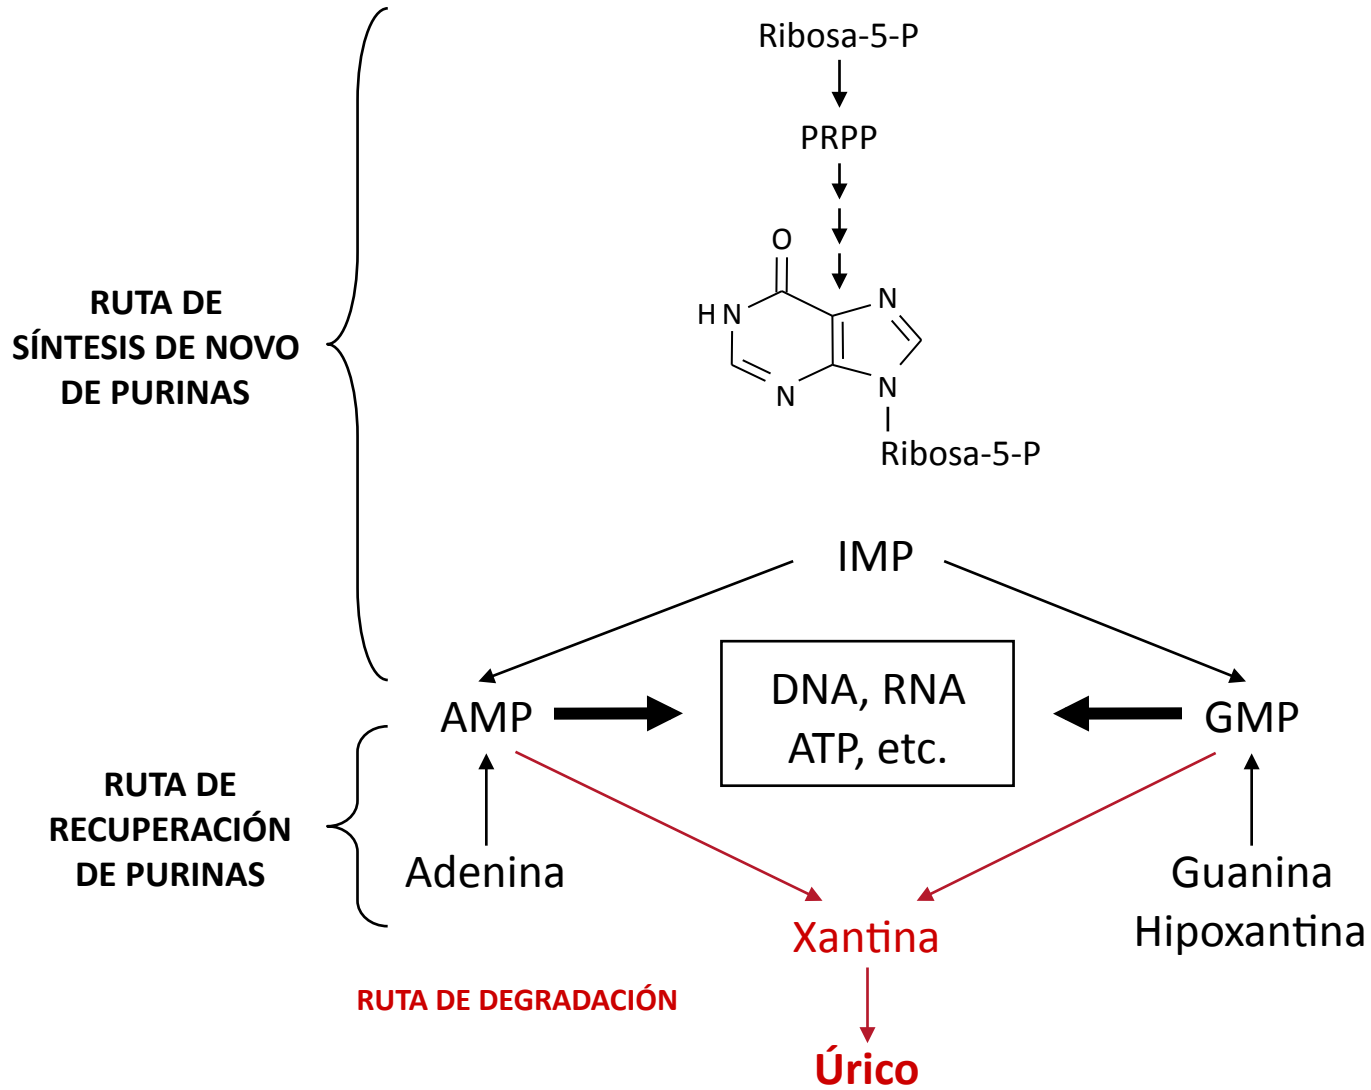 Ribosa-5-P
PRPP
O
H N
N
N
N
Ribosa-5-P
RUTA DE
SÍNTESIS DE NOVO
DE PURINAS
IMP
AMP
DNA, RNA
ATP, etc.
GMP
RUTA DE
RECUPERACIÓN
DE PURINAS
Adenina
Guanina
Hipoxantina
Xantina
RUTA DE DEGRADACIÓN
Úrico